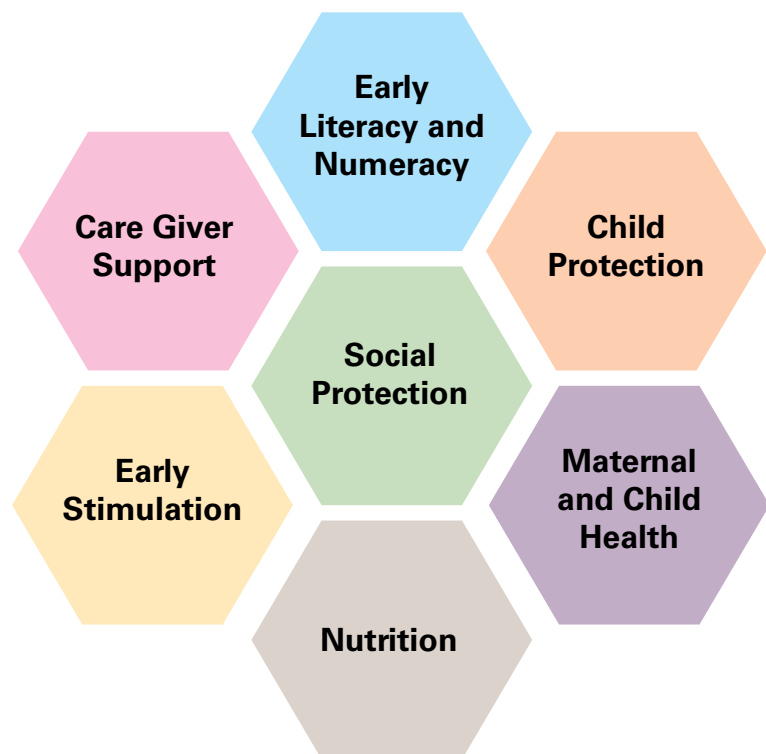 Early
Literacy and
Numeracy
Care Giver
Support
Child
Protection
Social
Protection
Early
Stimulation
Maternal
and Child
Health
Nutrition